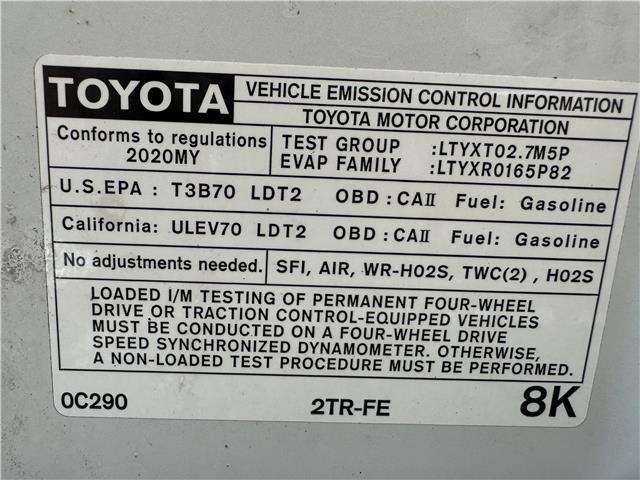 TOYOTA
VEHICLE EMISSION CONTROL INFORMATION
TOYOTA MOTOR CORPORATION
Conforms to regulations
2020MY
TEST GROUP :LTYXT02.7M5P
EVAP FAMILY :LTYXR0165P82
U.S.EPA : T3B70 LDT2 OBD : CAⅡ Fuel: Gasoline
California: ULEV70 LDT2 OBD : CAⅡ Fuel: Gasoline
No adjustments needed. SFI, AIR, WR-HO2S, TWC(2) , HO2S
LOADED I/M TESTING OF PERMANENT FOUR-WHEEL
DRIVE OR TRACTION CONTROL-EQUIPPED VEHICLES
MUST BE CONDUCTED ON A FOUR-WHEEL DRIVE
SPEED SYNCHRONIZED DYNAMOMETER. OTHERWISE,
A NON-LOADED TEST PROCEDURE MUST BE PERFORMED.
0C290 2TR-FE 8K